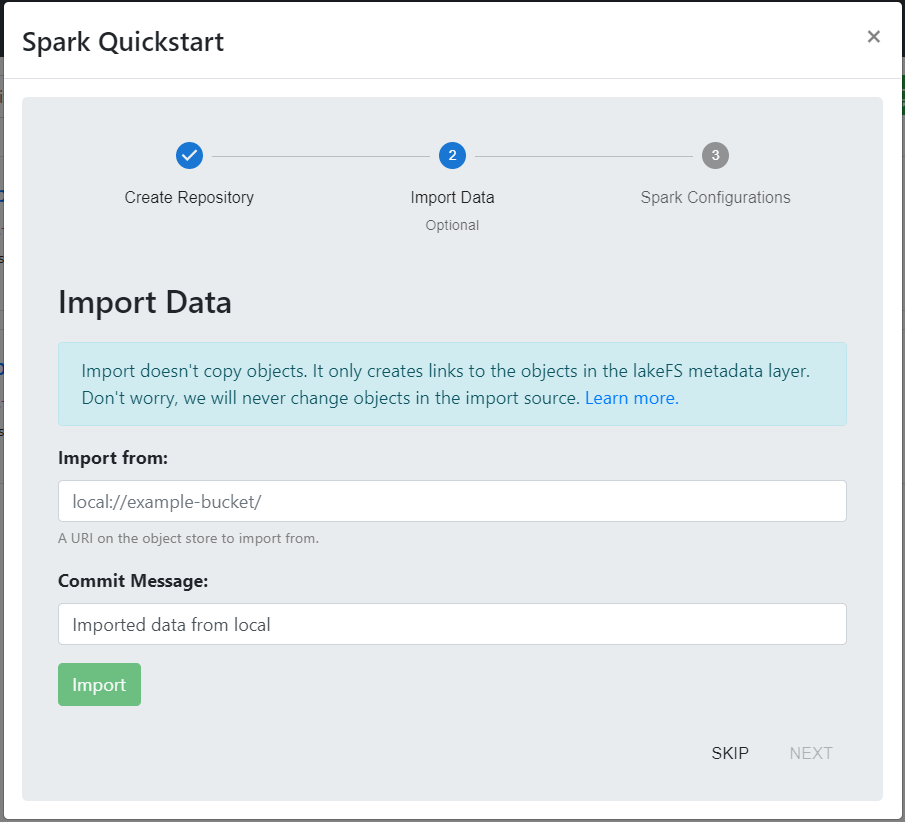 Spark Quickstart
×
2
3
Create Repository
Import Data
Spark Configurations
Optional
Import Data
Import doesn't copy objects. It only creates links to the objects in the lakeFS metadata layer.
Don't worry, we will never change objects in the import source. Learn more.
Import from:
local://example-bucket/
A URI on the object store to import from.
Commit Message:
Imported data from local
Import
SKIP
NEXT